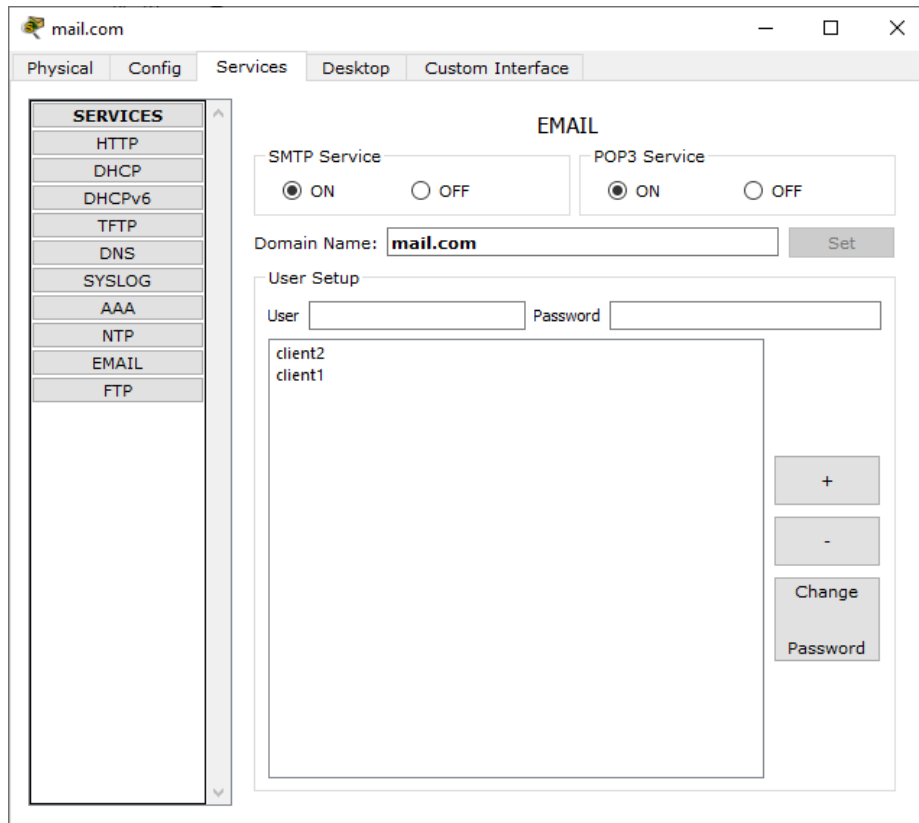 mail.com
Physical Config Services Desktop Custom Interface
SERVICES
HTTP
DHCP
DHCPv6
TFTP
DNS
SYSLOG
AAA
NTP
EMAIL
FTP
EMAIL
SMTP Service
ON OFF
POP3 Service
ON OFF
Domain Name: mail.com Set
User Setup
User Password
client2
client1
+
-
Change
Password